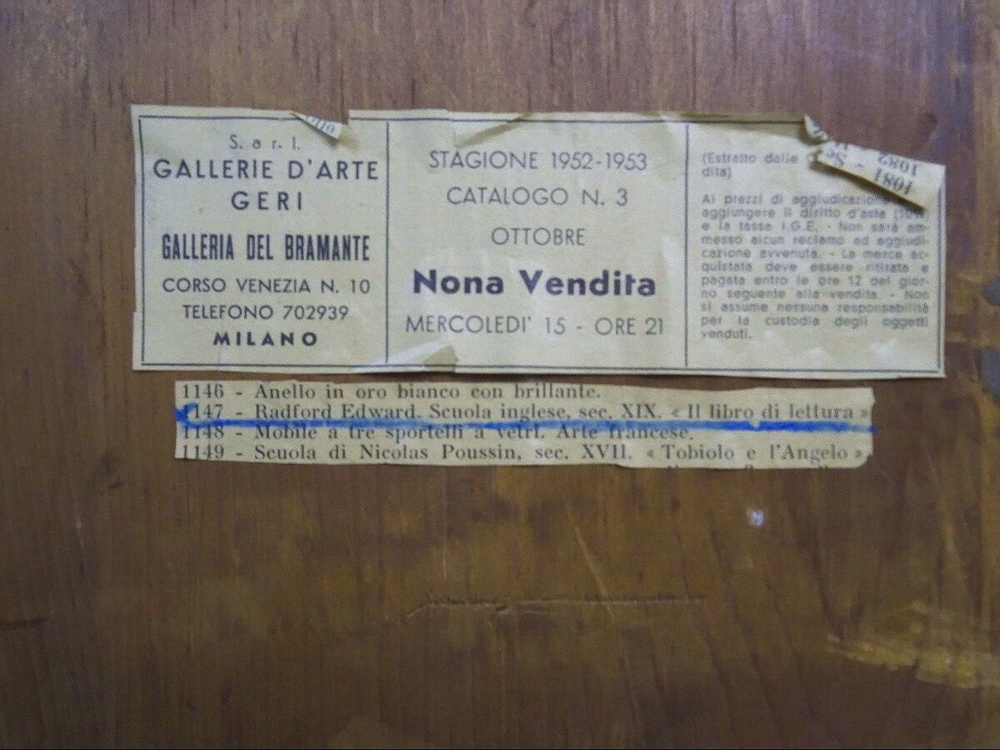 S. a r. l.
GALLERIE D'ARTE
GERI
GALLERIA DEL BRAMANTE
CORSO VENEZIA N. 10
TELEFONO 702939
MILANO
STAGIONE 1952-1953
CATALOGO N. 3
OTTOBRE
Nona Vendita
MERCOLEDI' 15 - ORE 21
(Estratto dalle
dita)
Ai prezzi di aggiudicazione
aggiungere il diritto d'asta (10%)
e la tassa I.G.E. - Non sarà am-
messo alcun reclamo ad aggiudi-
cazione avvenuta. - La merce ac-
quistata deve essere ritirata e
pagata entro le ore 12 del gior-
no seguente alla vendita. - Non
si assume nessuna responsabilità
per la custodia degli oggetti
venduti.
1082
1081 - Se
1146 - Anello in oro bianco con brillante.
1147 - Radford Edward. Scuola inglese, sec. XIX. « Il libro di lettura »
1148 - Mobile a tre sportelli a vetri. Arte francese.
1149 - Scuola di Nicolas Poussin, sec. XVII. « Tobiolo e l'Angelo »